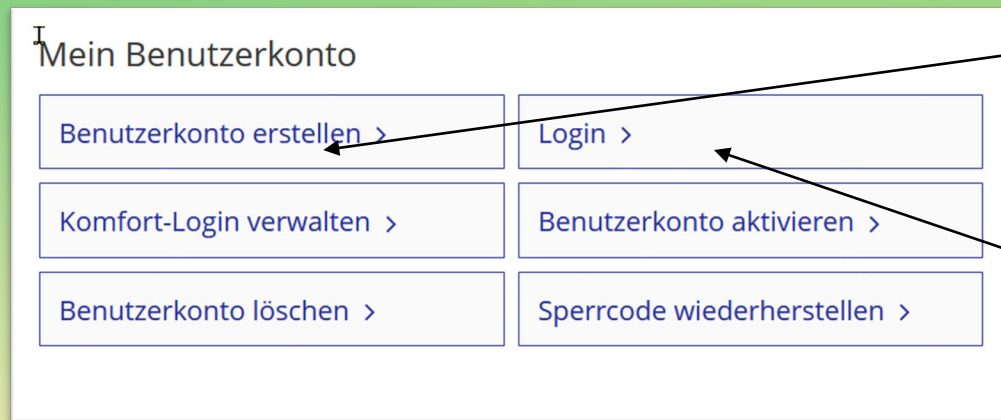 Mein Benutzerkonto
Benutzerkonto erstellen >
Login >
Komfort-Login verwalten >
Benutzerkonto aktivieren >
Benutzerkonto löschen >
Sperrcode wiederherstellen >